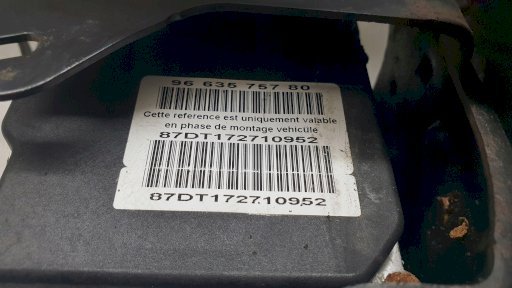 96 635 757 80
Cette reference est uniquement valable
en phase de montage vehicule
87DT172710952
87DT172710952